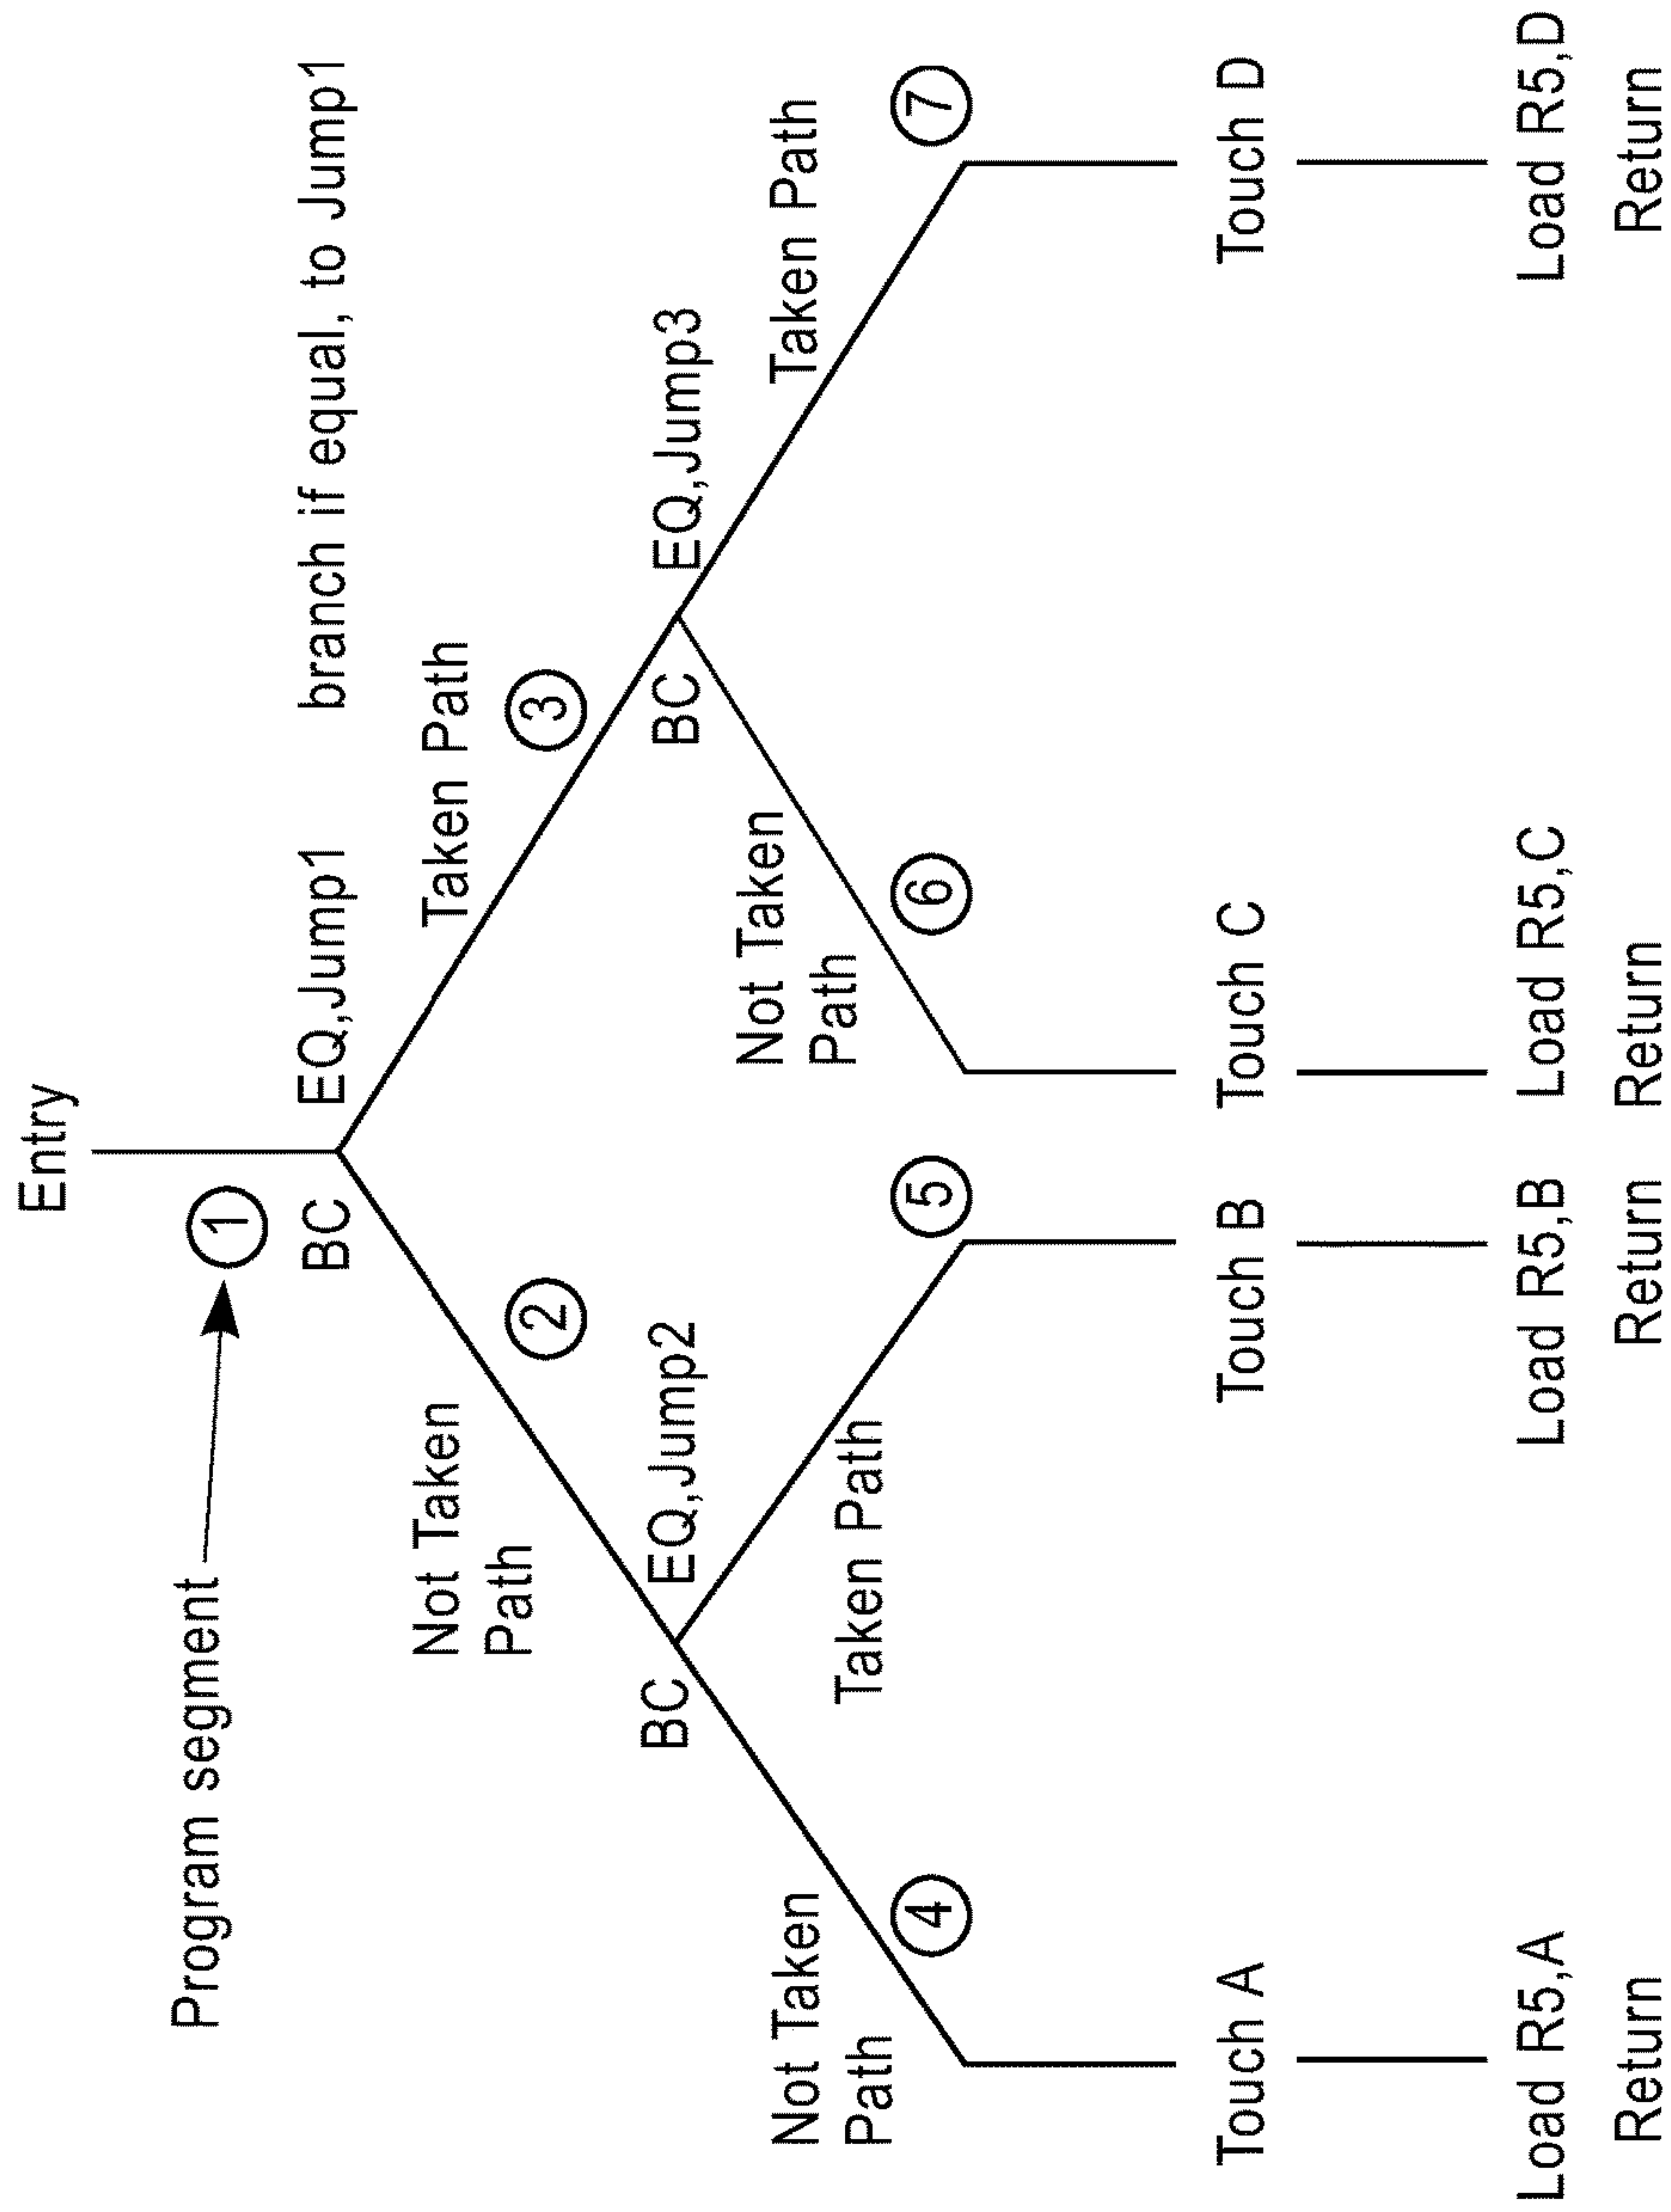 Entry
Program segment
1
BC EQ,Jump1 branch if equal, to Jump1
Not Taken
Path
2
3
Taken Path
BC EQ,Jump2
BC EQ,Jump3
Not Taken
Path
4
Taken Path
5
Not Taken
Path
6
Taken Path
7
Touch A
Touch B
Touch C
Touch D
Load R5,A
Load R5,B
Load R5,C
Load R5,D
Return
Return
Return
Return